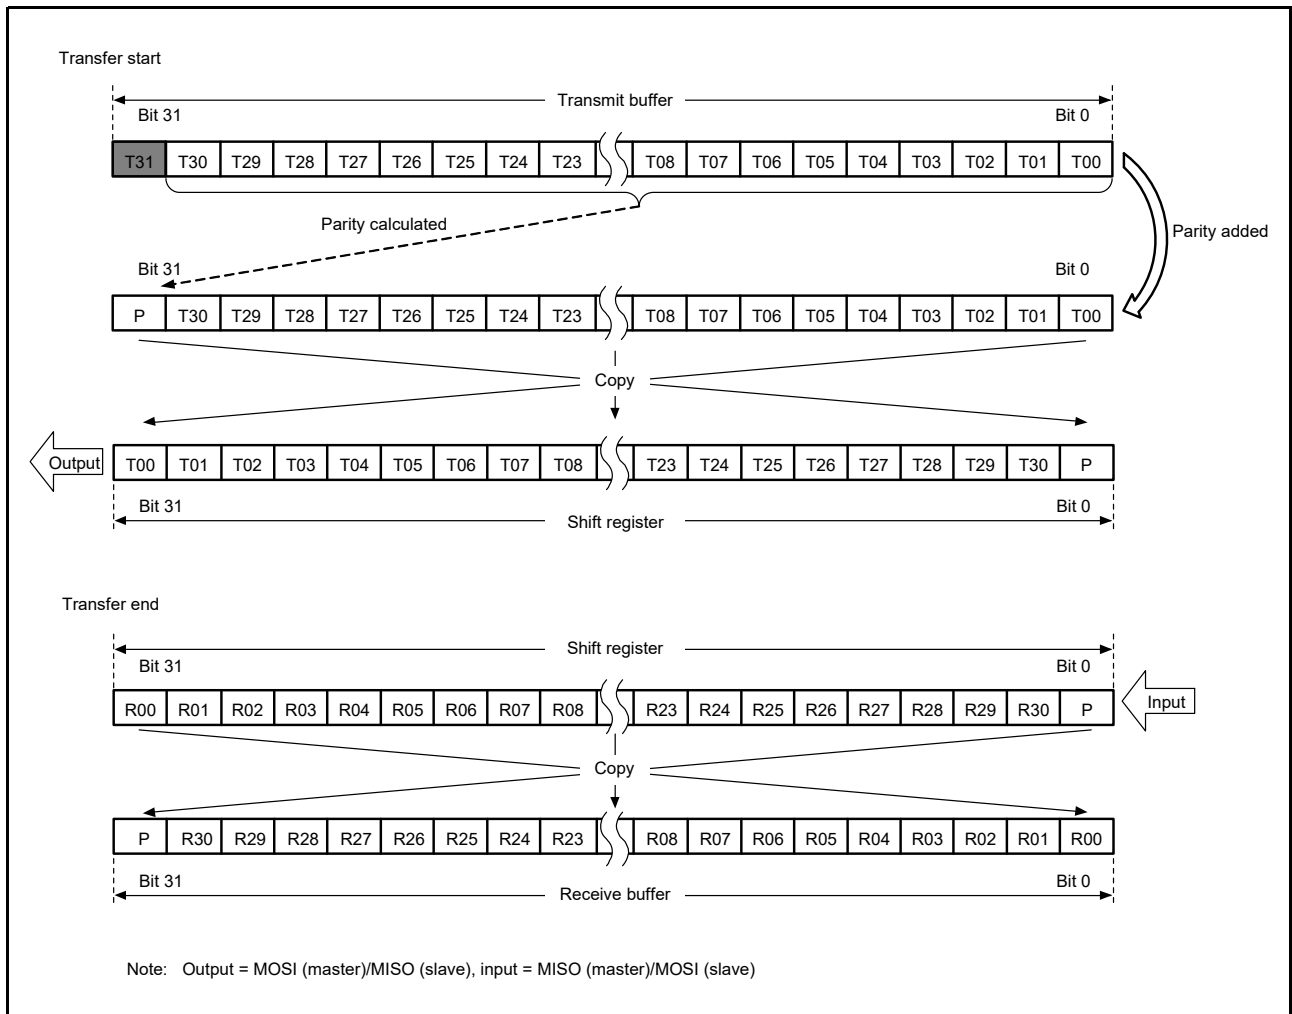 Transfer start
Transmit buffer
Bit 31 Bit 0
T31 T30 T29 T28 T27 T26 T25 T24 T23 T08 T07 T06 T05 T04 T03 T02 T01 T00
Parity calculated
Parity added
Bit 31 Bit 0
P T30 T29 T28 T27 T26 T25 T24 T23 T08 T07 T06 T05 T04 T03 T02 T01 T00
Copy
Output T00 T01 T02 T03 T04 T05 T06 T07 T08 T23 T24 T25 T26 T27 T28 T29 T30 P
Bit 31 Bit 0
Shift register
Transfer end
Shift register
Bit 31 Bit 0
R00 R01 R02 R03 R04 R05 R06 R07 R08 R23 R24 R25 R26 R27 R28 R29 R30 P Input
Copy
P R30 R29 R28 R27 R26 R25 R24 R23 R08 R07 R06 R05 R04 R03 R02 R01 R00
Bit 31 Bit 0
Receive buffer
Note: Output = MOSI (master)/MISO (slave), input = MISO (master)/MOSI (slave)